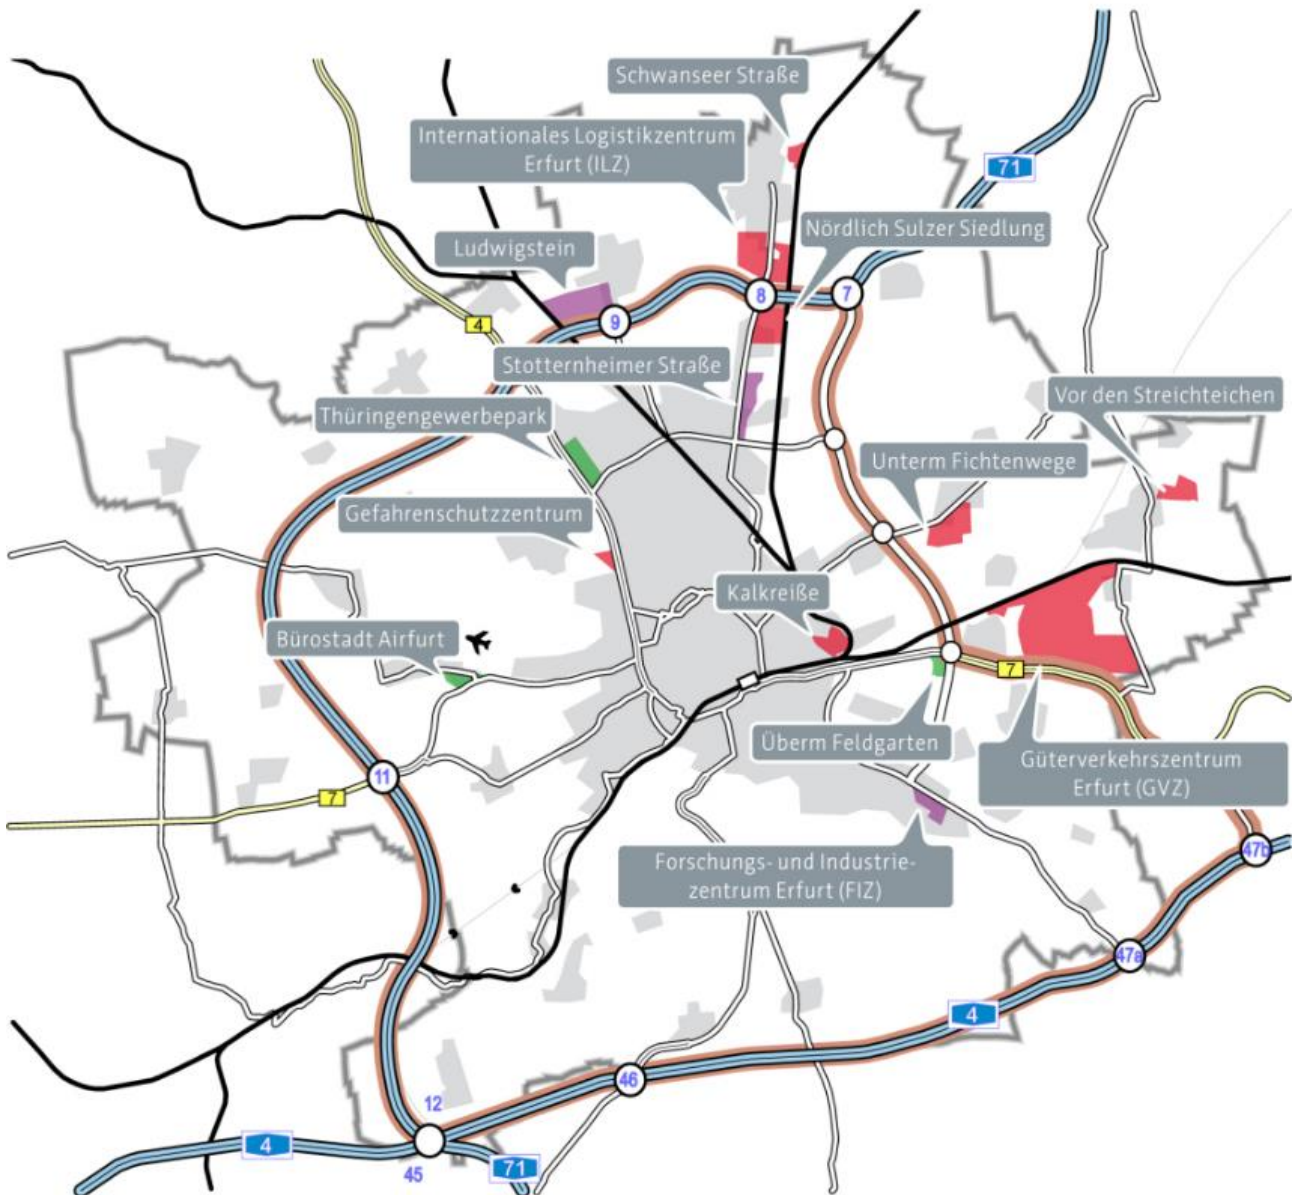 Schwanseer Straße
Internationales Logistikzentrum
Erfurt (ILZ)
71
Nördlich Sulzer Siedlung
Ludwigstein
8
7
9
4
Stotternheimer Straße
Vor den Streichteichen
Thüringengewerbepark
Unterm Fichtenwege
Gefahrenschutzzentrum
Kalkreiße
Bürostadt Airfurt
7
Überm Feldgarten
Güterverkehrszentrum
Erfurt (GVZ)
11
7
Forschungs- und Industrie-
zentrum Erfurt (FIZ)
47b
47a
4
46
12
4
45
71